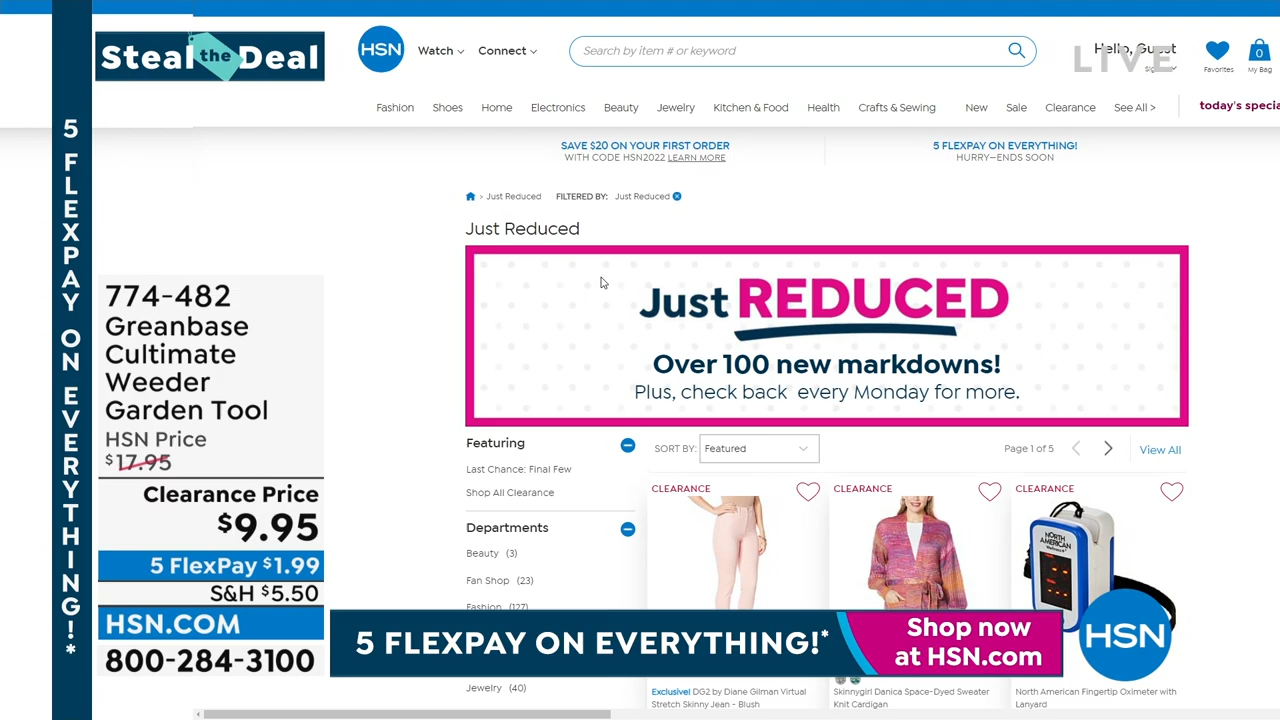 5 FLEXPAY ON EVERYTHING!*
Steal the Deal
HSN
Watch
Connect
Search by item # or keyword
Hello, Guest
LIVE
Favorites
0
My Bag
Fashion
Shoes
Home
Electronics
Beauty
Jewelry
Kitchen & Food
Health
Crafts & Sewing
New
Sale
Clearance
See All >
today's specia
SAVE $20 ON YOUR FIRST ORDER
WITH CODE HSN2022 LEARN MORE
5 FLEXPAY ON EVERYTHING!
HURRY—ENDS SOON
> Just Reduced
FILTERED BY: Just Reduced
Just Reduced
Just REDUCED
Over 100 new markdowns!
Plus, check back every Monday for more.
774-482
Greanbase
Cultimate
Weeder
Garden Tool
HSN Price
$17.95
Clearance Price
$9.95
5 FlexPay $1.99
S&H $5.50
HSN.COM
800-284-3100
Featuring
Last Chance: Final Few
Shop All Clearance
Departments
Beauty (3)
Fan Shop (23)
Fashion (127)
Jewelry (40)
SORT BY: Featured
Page 1 of 5
View All
CLEARANCE
CLEARANCE
CLEARANCE
NORTH
AMERICAN
Wellness
5 FLEXPAY ON EVERYTHING!*
Shop now
at HSN.com
HSN
Exclusive! DG2 by Diane Gilman Virtual
Stretch Skinny Jean - Blush
Skinnygirl Danica Space-Dyed Sweater
Knit Cardigan
North American Fingertip Oximeter with
Lanyard